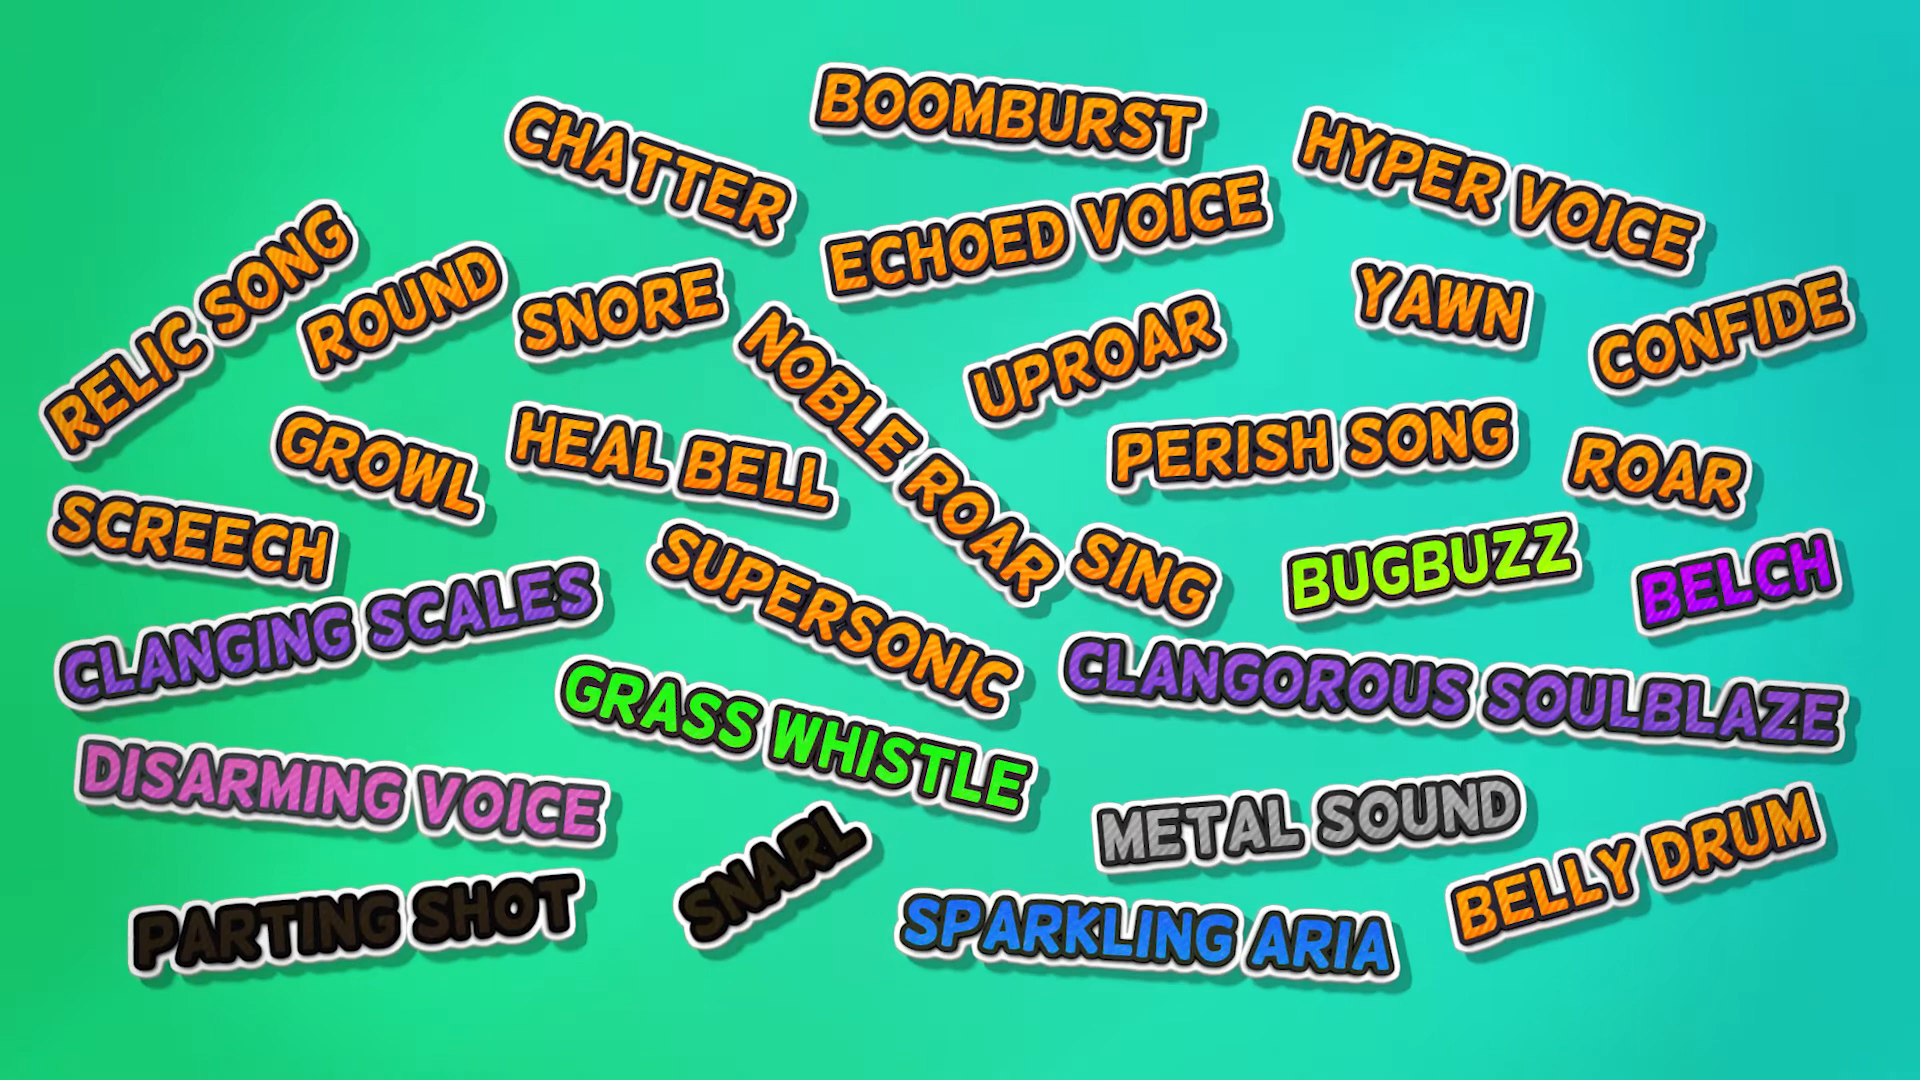 BOOMBURST
CHATTER
HYPER VOICE
ECHOED VOICE
RELIC SONG
ROUND
SNORE
NOBLE ROAR
UPROAR
YAWN
CONFIDE
GROWL
HEAL BELL
PERISH SONG
ROAR
SCREECH
SUPERSONIC
SING
BUGBUZZ
BELCH
CLANGING SCALES
GRASS WHISTLE
CLANGOROUS SOULBLAZE
DISARMING VOICE
SNARL
METAL SOUND
BELLY DRUM
PARTING SHOT
SPARKLING ARIA